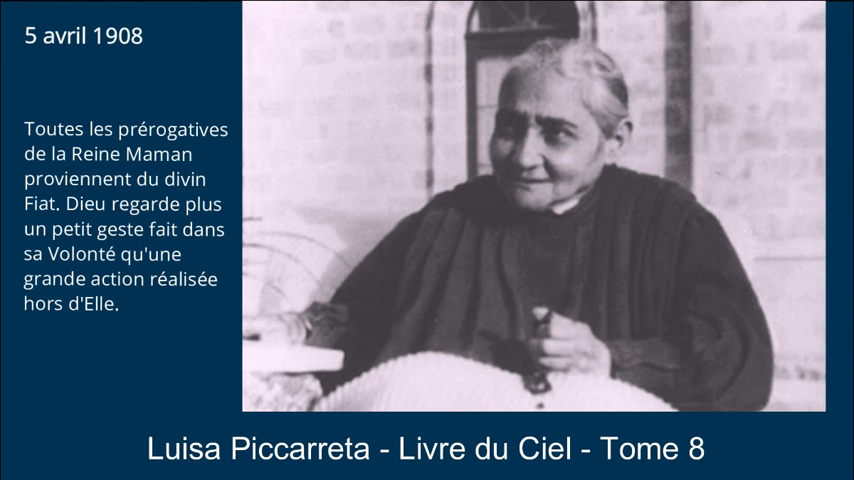 5 avril 1908
Toutes les prérogatives
de la Reine Maman
proviennent du divin
Fiat. Dieu regarde plus
un petit geste fait dans
sa Volonté qu'une
grande action réalisée
hors d'Elle.
Luisa Piccarreta - Livre du Ciel - Tome 8